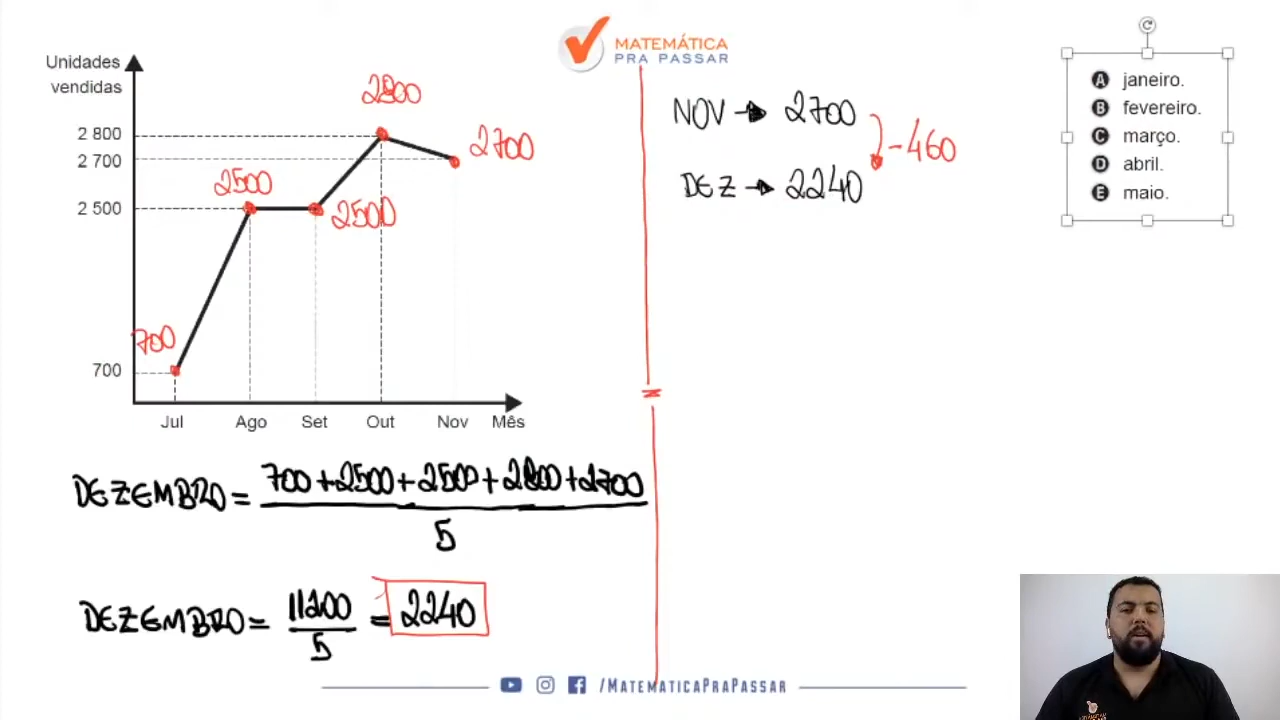 MATEMÁTICA
PRA PASSAR
Unidades
vendidas
2 800
2 700
2 500
700
Jul Ago Set Out Nov Mês
2800
2700
2500
2500
700
DEZEMBRO = 700 + 2500 + 2500 + 2800 + 2700
5
DEZEMBRO = 11200 = 2240
5
NOV → 2700
-460
DEZ → 2240
A janeiro.
B fevereiro.
C março.
D abril.
E maio.
/MATEMATICAPRAPASSAR